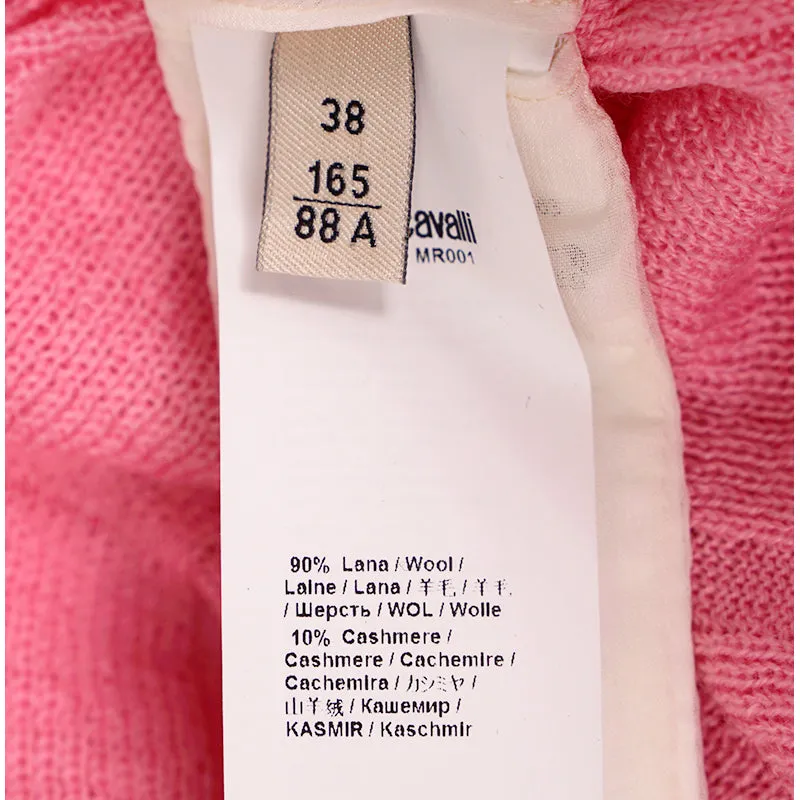 38
165
88 A
avalli
MR001
90% Lana / Wool /
Laine / Lana / 羊毛 / 羊毛
/ Шерсть / WOL / Wolle
10% Cashmere /
Cashmere / Cachemire /
Cachemira / カシミヤ /
山羊绒 / Кашемир /
KASMIR / Kaschmir